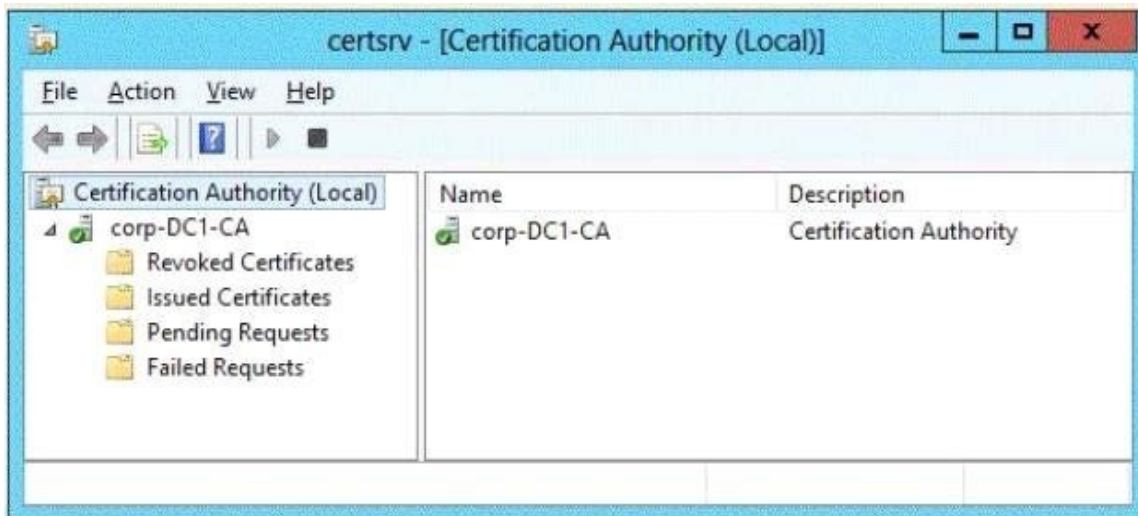 certsrv - [Certification Authority (Local)]
File Action View Help
Certification Authority (Local)
corp-DC1-CA
Revoked Certificates
Issued Certificates
Pending Requests
Failed Requests
Name Description
corp-DC1-CA Certification Authority